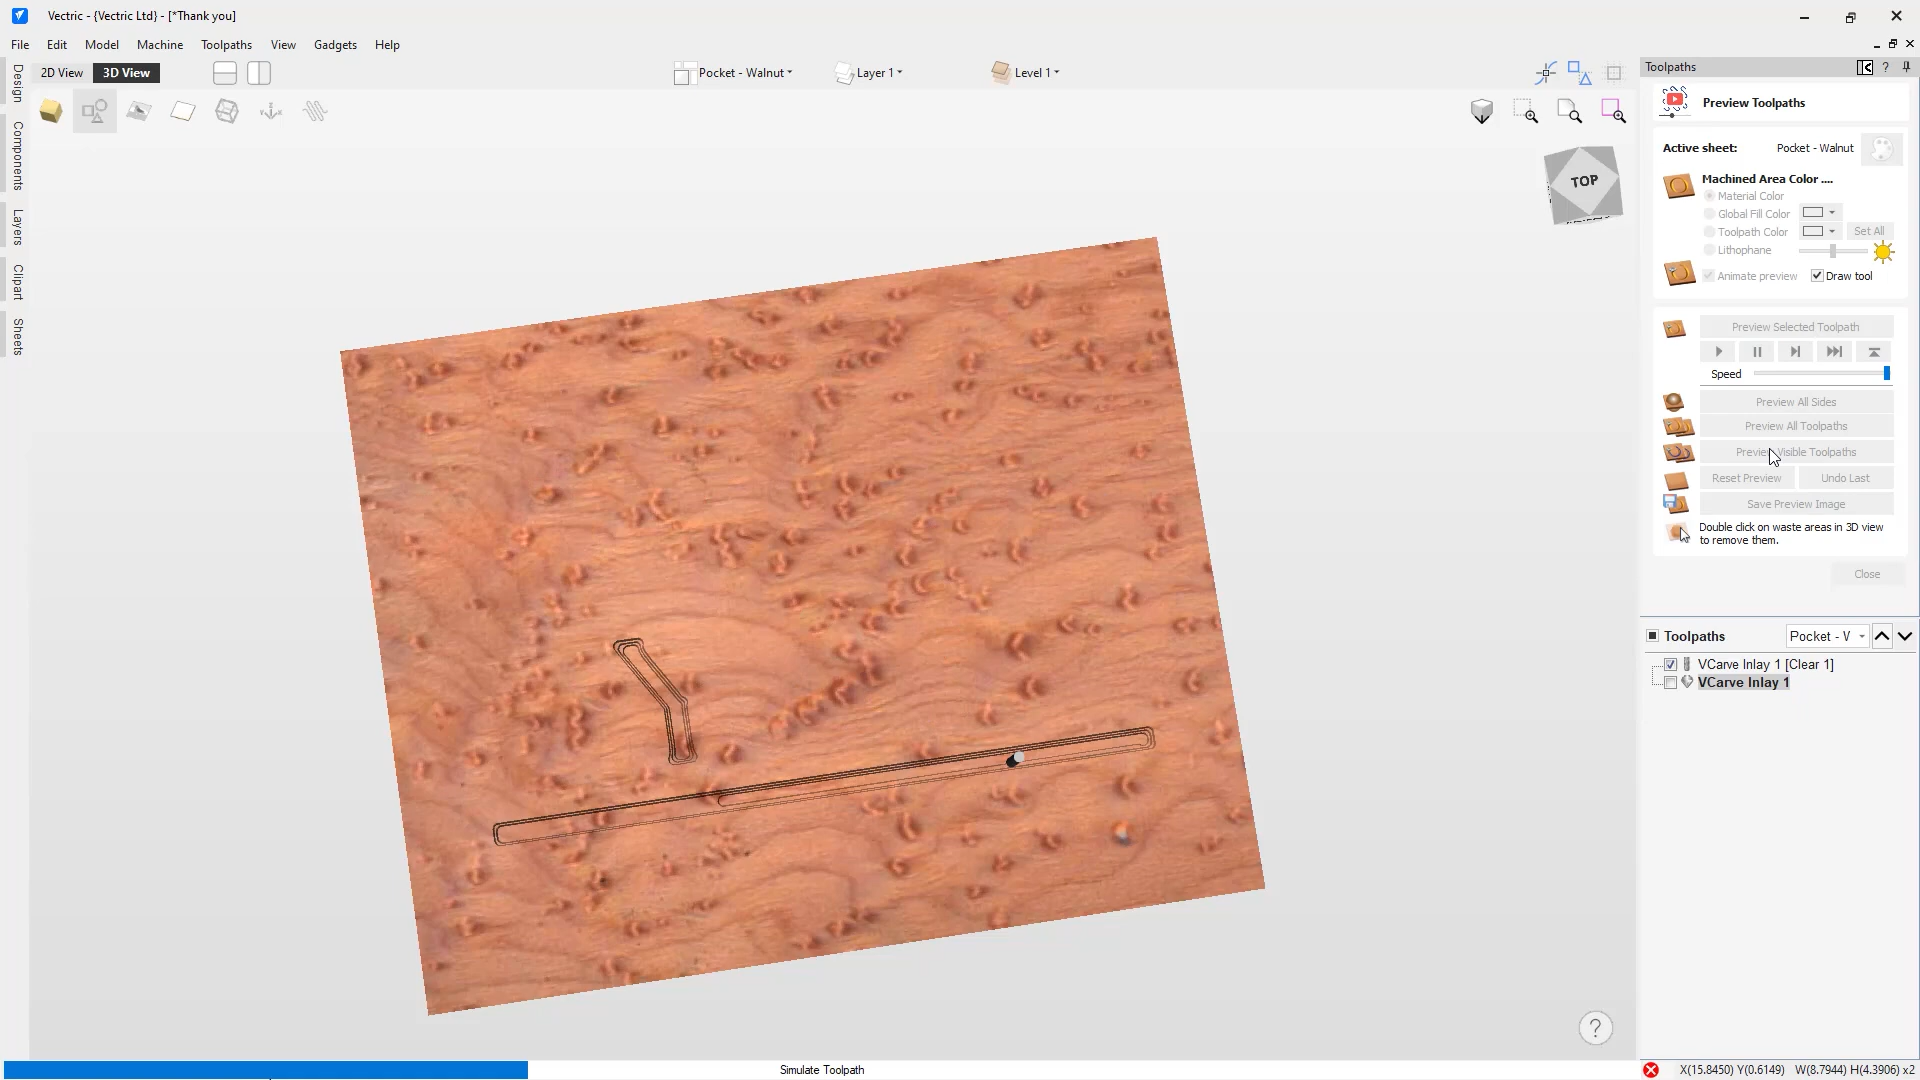 Vectric - {Vectric Ltd} - [*Thank you]
File Edit Model Machine Toolpaths View Gadgets Help
2D View 3D View Pocket - Walnut Layer 1 Level 1
Design
Components
Layers
Clipart
Sheets
TOP
Toolpaths
Preview Toolpaths
Active sheet: Pocket - Walnut
Machined Area Color ....
Material Color
Global Fill Color
Toolpath Color Set All
Lithophane
Animate preview Draw tool
Preview Selected Toolpath
Speed
Preview All Sides
Preview All Toolpaths
Preview Visible Toolpaths
Reset Preview Undo Last
Save Preview Image
Double click on waste areas in 3D view
to remove them.
Close
Toolpaths Pocket - V
VCarve Inlay 1 [Clear 1]
VCarve Inlay 1
?
Simulate Toolpath
X(15.8450) Y(0.6149) W(8.7944) H(4.3906) x2